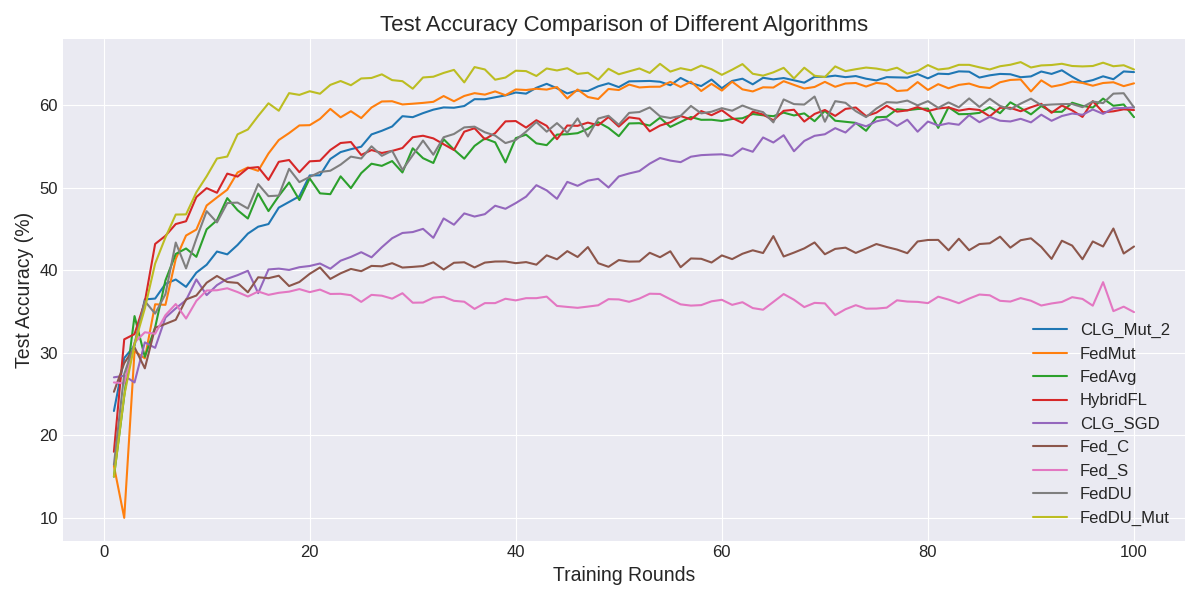 Test Accuracy Comparison of Different Algorithms
Test Accuracy (%)
60
50
40
30
20
10
0
20
40
60
80
100
Training Rounds
CLG_Mut_2
FedMut
FedAvg
HybridFL
CLG_SGD
Fed_C
Fed_S
FedDU
FedDU_Mut